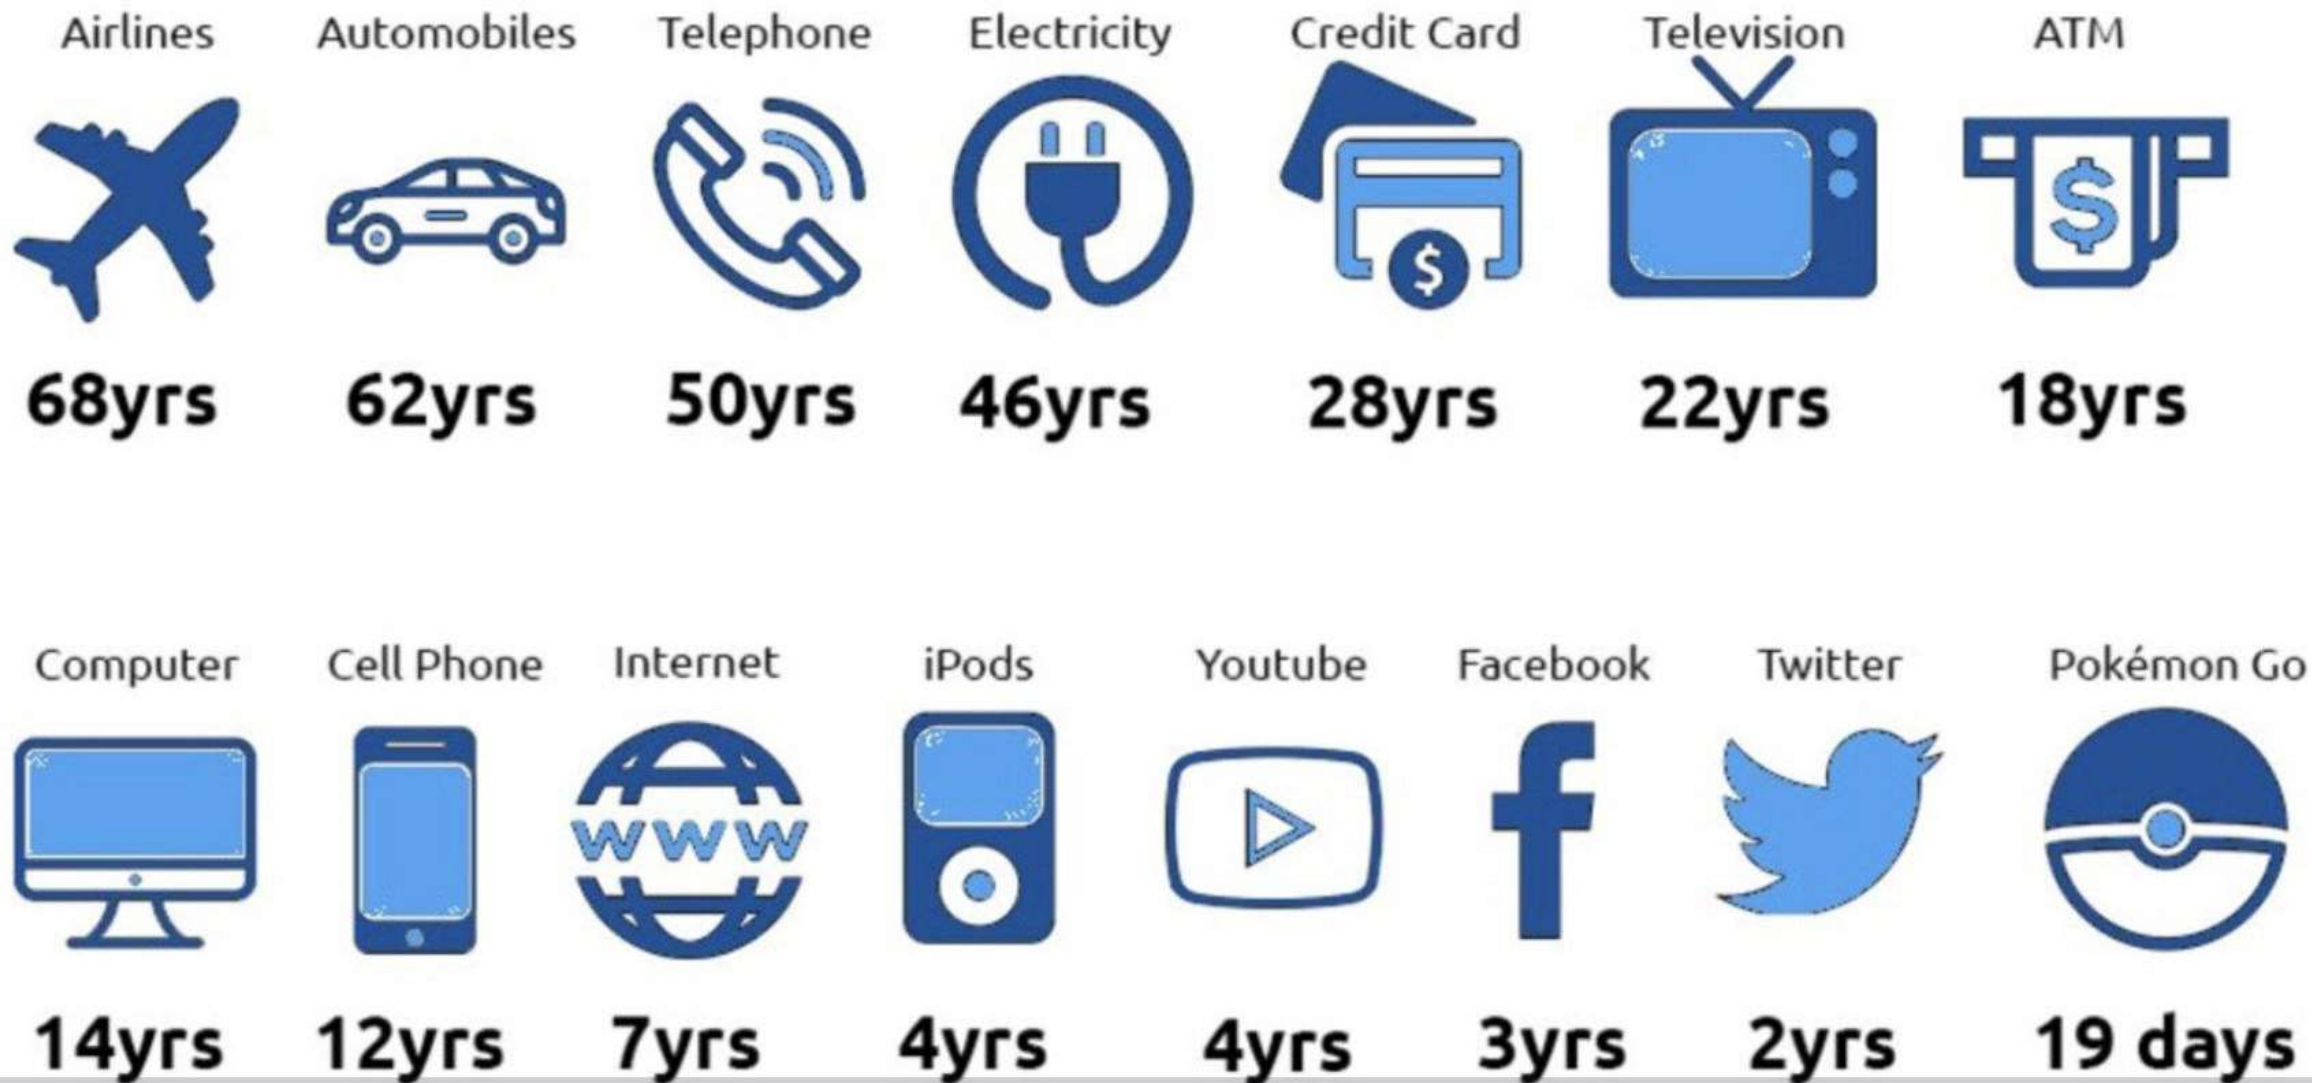 Airlines Automobiles Telephone Electricity Credit Card Television ATM
$ $
68yrs 62yrs 50yrs 46yrs 28yrs 22yrs 18yrs
Computer Cell Phone Internet iPods Youtube Facebook Twitter Pokémon Go
www f
14yrs 12yrs 7yrs 4yrs 4yrs 3yrs 2yrs 19 days